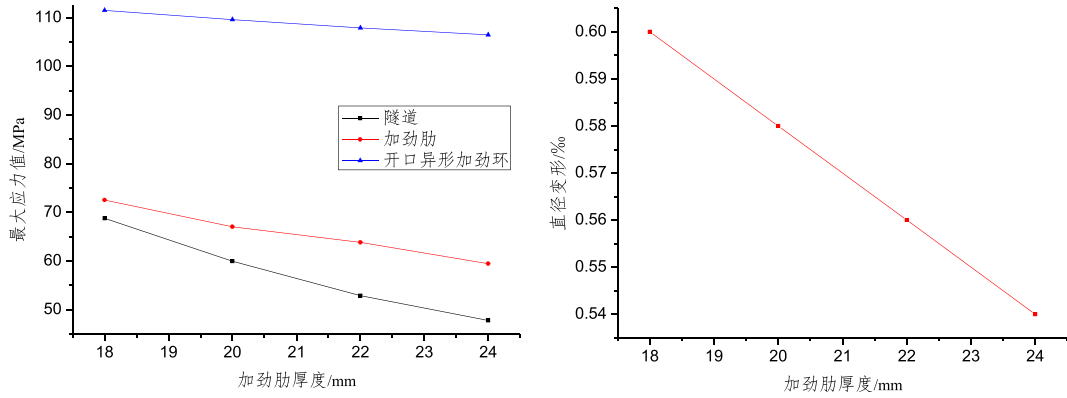 110
100
90
80
70
60
50
最大应力值/MPa
隧道
加劲肋
开口异形加劲环
18 19 20 21 22 23 24
加劲肋厚度/mm
0.60
0.59
0.58
0.57
0.56
0.55
0.54
直径变形/‰
18 19 20 21 22 23 24
加劲肋厚度/mm